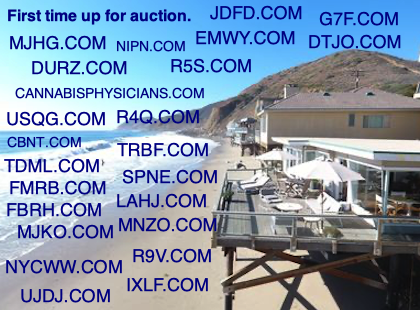 First time up for auction.
JDFD.COM
G7F.COM
MJHG.COM
NIPN.COM
EMWY.COM
DTJO.COM
DURZ.COM
R5S.COM
CANNABISPHYSICIANS.COM
USQG.COM
R4Q.COM
CBNT.COM
TRBF.COM
TDML.COM
SPNE.COM
FMRB.COM
LAHJ.COM
FBRH.COM
MNZO.COM
MJKO.COM
R9V.COM
NYCWW.COM
IXLF.COM
UJDJ.COM